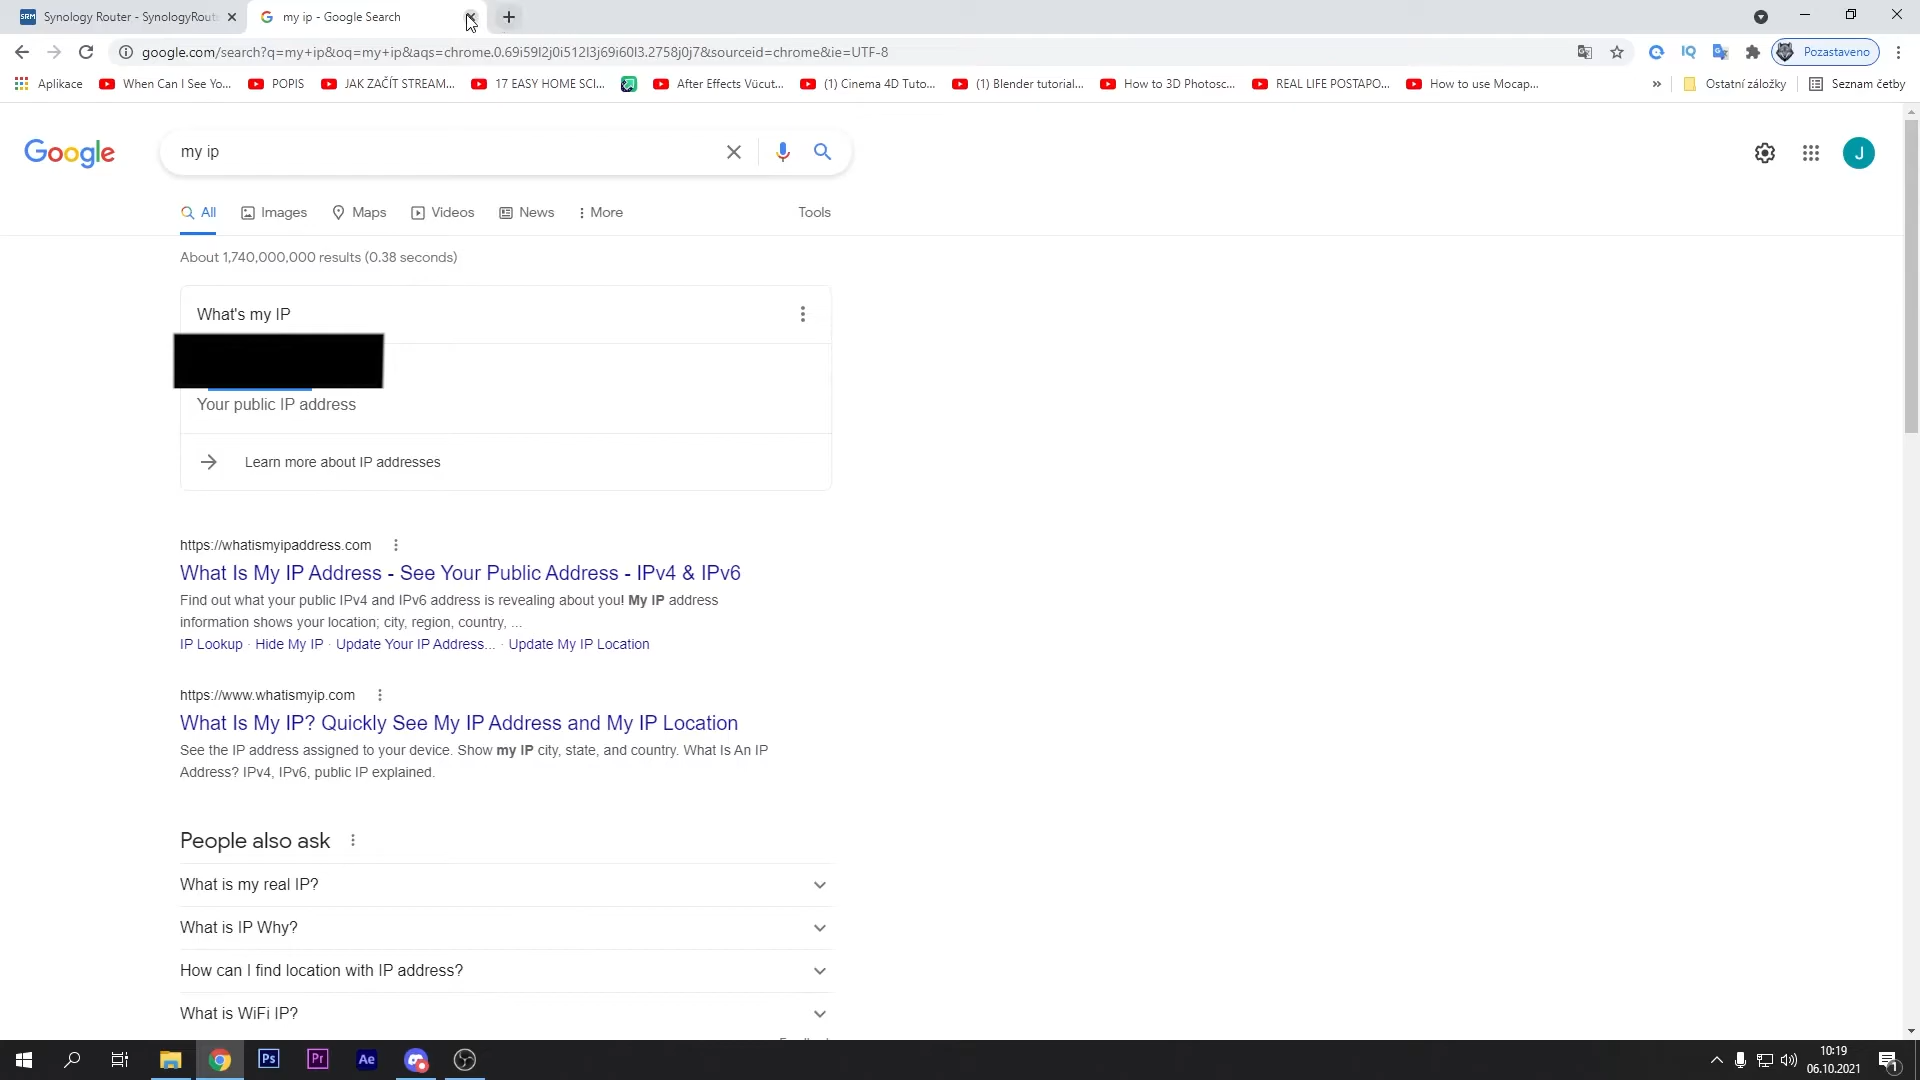 SRM Synology Router - SynologyRout
my ip - Google Search
google.com/search?q=my+ip&oq=my+ip&aqs=chrome.0.69i59l2j0i512l3j69i60l3.2758j0j7&sourceid=chrome&ie=UTF-8
IQ
Pozastaveno
Aplikace
When Can I See Yo...
POPIS
JAK ZAČÍT STREAM...
17 EASY HOME SCI...
After Effects Vücut...
(1) Cinema 4D Tuto...
(1) Blender tutorial...
How to 3D Photosc...
REAL LIFE POSTAPO...
How to use Mocap...
»
Ostatní záložky
Seznam četby
Google
my ip
J
All
Images
Maps
Videos
News
More
Tools
About 1,740,000,000 results (0.38 seconds)
What's my IP
Your public IP address
Learn more about IP addresses
https://whatismyipaddress.com
What Is My IP Address - See Your Public Address - IPv4 & IPv6
Find out what your public IPv4 and IPv6 address is revealing about you! My IP address
information shows your location; city, region, country, ...
IP Lookup · Hide My IP · Update Your IP Address... · Update My IP Location
https://www.whatismyip.com
What Is My IP? Quickly See My IP Address and My IP Location
See the IP address assigned to your device. Show my IP city, state, and country. What Is An IP
Address? IPv4, IPv6, public IP explained.
People also ask
What is my real IP?
What is IP Why?
How can I find location with IP address?
What is WiFi IP?
Ps
Pr
Ae
10:19
06.10.2021
1